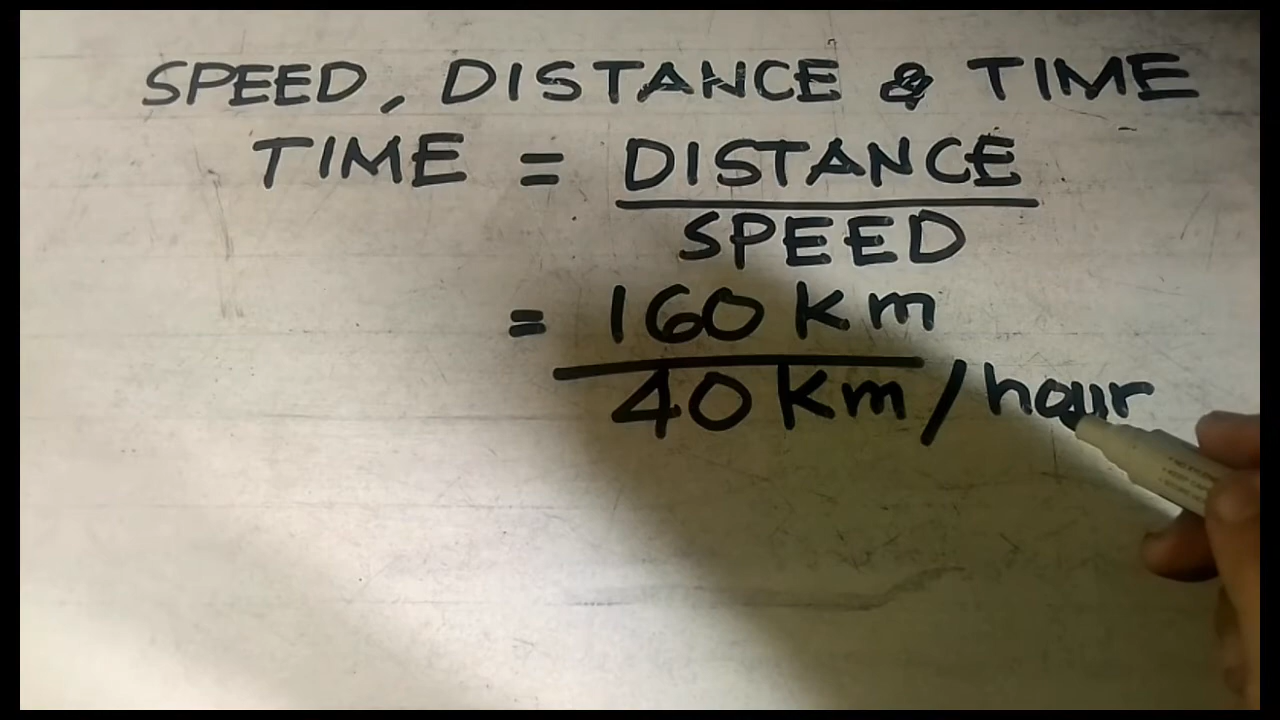 SPEED, DISTANCE & TIME
TIME = DISTANCE
SPEED
= 160 km
40 km/hour